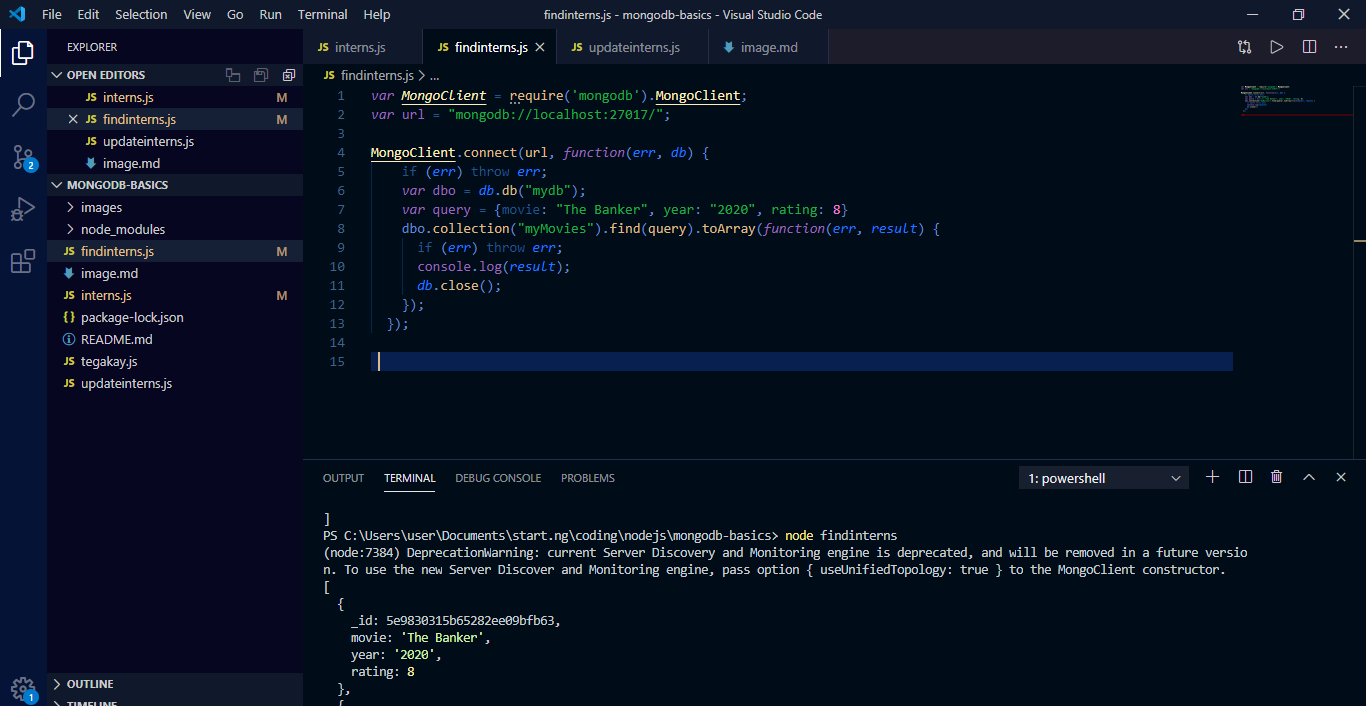 File Edit Selection View Go Run Terminal Help findinterns.js - mongodb-basics - Visual Studio Code
EXPLORER
OPEN EDITORS
JS interns.js M
JS findinterns.js M
JS updateinterns.js
image.md
MONGODB-BASICS
images
node_modules
JS findinterns.js M
image.md
JS interns.js M
{} package-lock.json
README.md
JS tegakay.js
JS updateinterns.js
OUTLINE
TIMELINE
2
1
JS interns.js JS findinterns.js JS updateinterns.js image.md
JS findinterns.js > ...
1 var MongoClient = require('mongodb').MongoClient;
2 var url = "mongodb://localhost:27017/";
3
4 MongoClient.connect(url, function(err, db) {
5 if (err) throw err;
6 var dbo = db.db("mydb");
7 var query = {movie: "The Banker", year: "2020", rating: 8}
8 dbo.collection("myMovies").find(query).toArray(function(err, result) {
9 if (err) throw err;
10 console.log(result);
11 db.close();
12 });
13 });
14
15
OUTPUT TERMINAL DEBUG CONSOLE PROBLEMS 1: powershell
]
PS C:\Users\user\Documents\start.ng\coding\nodejs\mongodb-basics> node findinterns
(node:7384) DeprecationWarning: current Server Discovery and Monitoring engine is deprecated, and will be removed in a future versio
n. To use the new Server Discover and Monitoring engine, pass option { useUnifiedTopology: true } to the MongoClient constructor.
[
{
_id: 5e9830315b65282ee09bfb63,
movie: 'The Banker',
year: '2020',
rating: 8
},
{